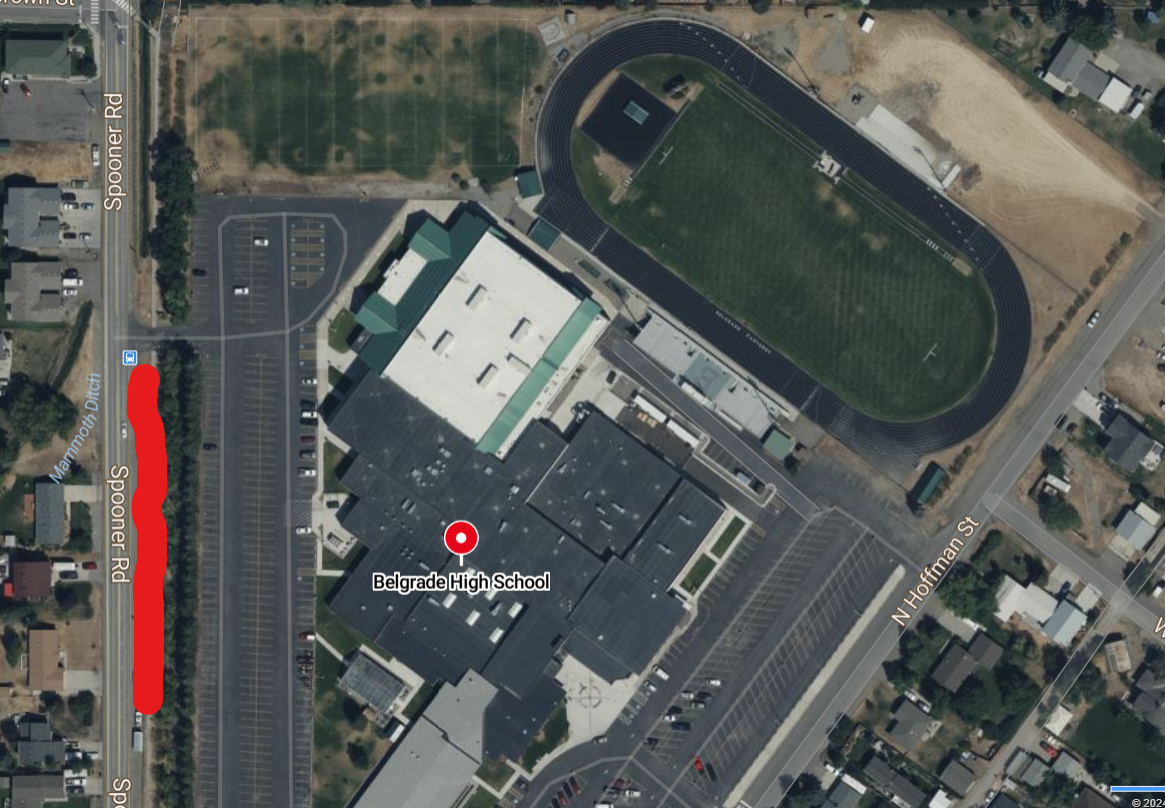 Spooner Rd
Mammoth Ditch
Spooner Rd
Belgrade High School
N Hoffman St